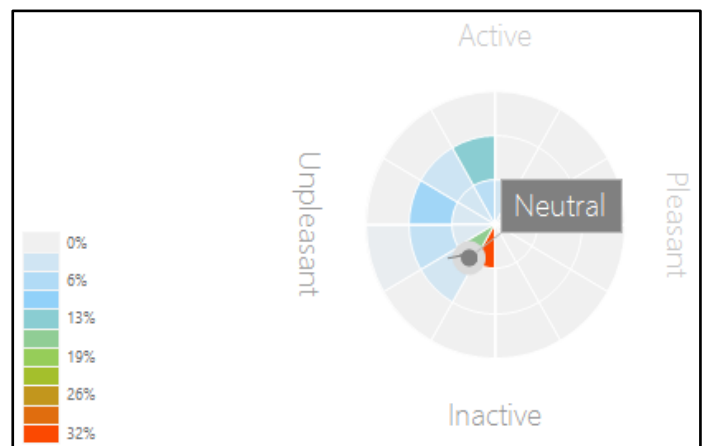 Active
Unpleasant
Neutral
Pleasant
0%
6%
13%
19%
26%
32%
Inactive